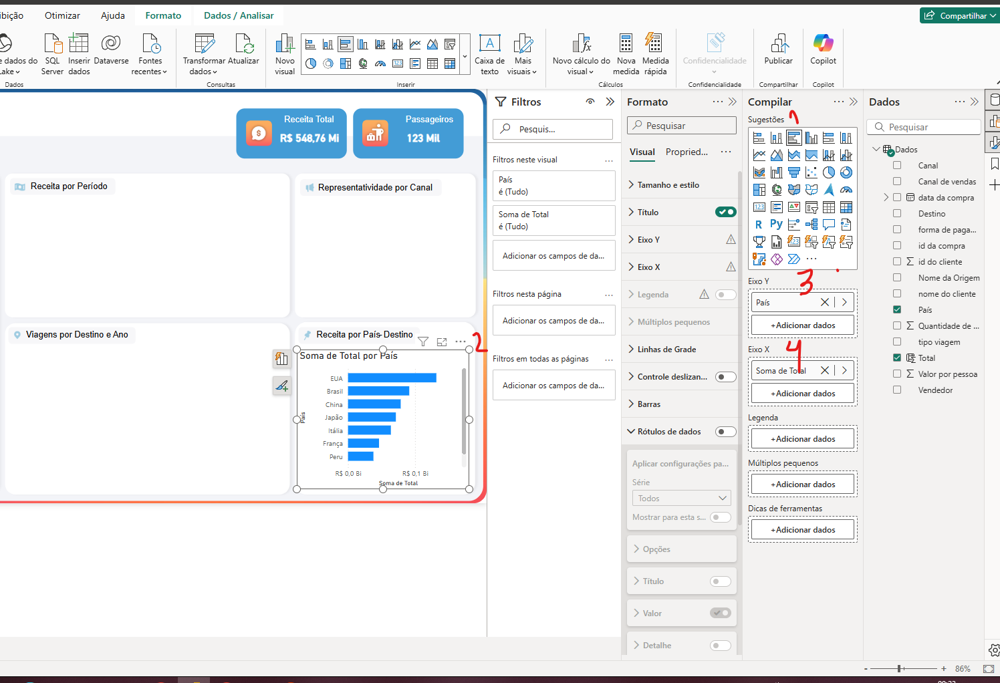 ibição
Otimizar
Ajuda
Formato
Dados / Analisar
Compartilhar
e dados do
Lake
SQL
Server
Inserir
dados
Dataverse
Fontes
recentes
Dados
Transformar
dados
Atualizar
Consultas
Novo
visual
Caixa de
texto
Mais
visuais
Inserir
Novo cálculo do
visual
Nova
medida
Medida
rápida
Cálculos
Confidencialidade
Confidencialidade
Publicar
Compartilhar
Copilot
Copilot
Receita Total
R$ 548,76 Mi
Passageiros
123 Mil
Receita por Período
Representatividade por Canal
Viagens por Destino e Ano
Receita por País- Destino
2
Soma de Total por País
País
EUA
Brasil
China
Japão
Itália
França
Peru
R$ 0,0 Bi
R$ 0,1 Bi
Soma de Total
Filtros
Pesquis...
Filtros neste visual
País
é (Tudo)
Soma de Total
é (Tudo)
Adicionar os campos de da...
Filtros nesta página
Adicionar os campos de da...
Filtros em todas as páginas
Adicionar os campos de da...
Formato
Pesquisar
Visual
Propried...
Tamanho e estilo
Título
Eixo Y
Eixo X
Legenda
Múltiplos pequenos
Linhas de Grade
Controle deslizan...
Barras
Rótulos de dados
Aplicar configurações pa...
Série
Todos
Mostrar para esta s...
Opções
Título
Valor
Detalhe
Compilar
1
Sugestões
R
Py
123
123
3
Eixo Y
País
+Adicionar dados
4
Eixo X
Soma de Total
+Adicionar dados
Legenda
+Adicionar dados
Múltiplos pequenos
+Adicionar dados
Dicas de ferramentas
+Adicionar dados
Dados
Pesquisar
Dados
Canal
Canal de vendas
data da compra
Destino
forma de paga...
id da compra
id do cliente
Nome da Origem
nome do cliente
País
Quantidade de ...
tipo viagem
Total
Valor por pessoa
Vendedor
- + 86%